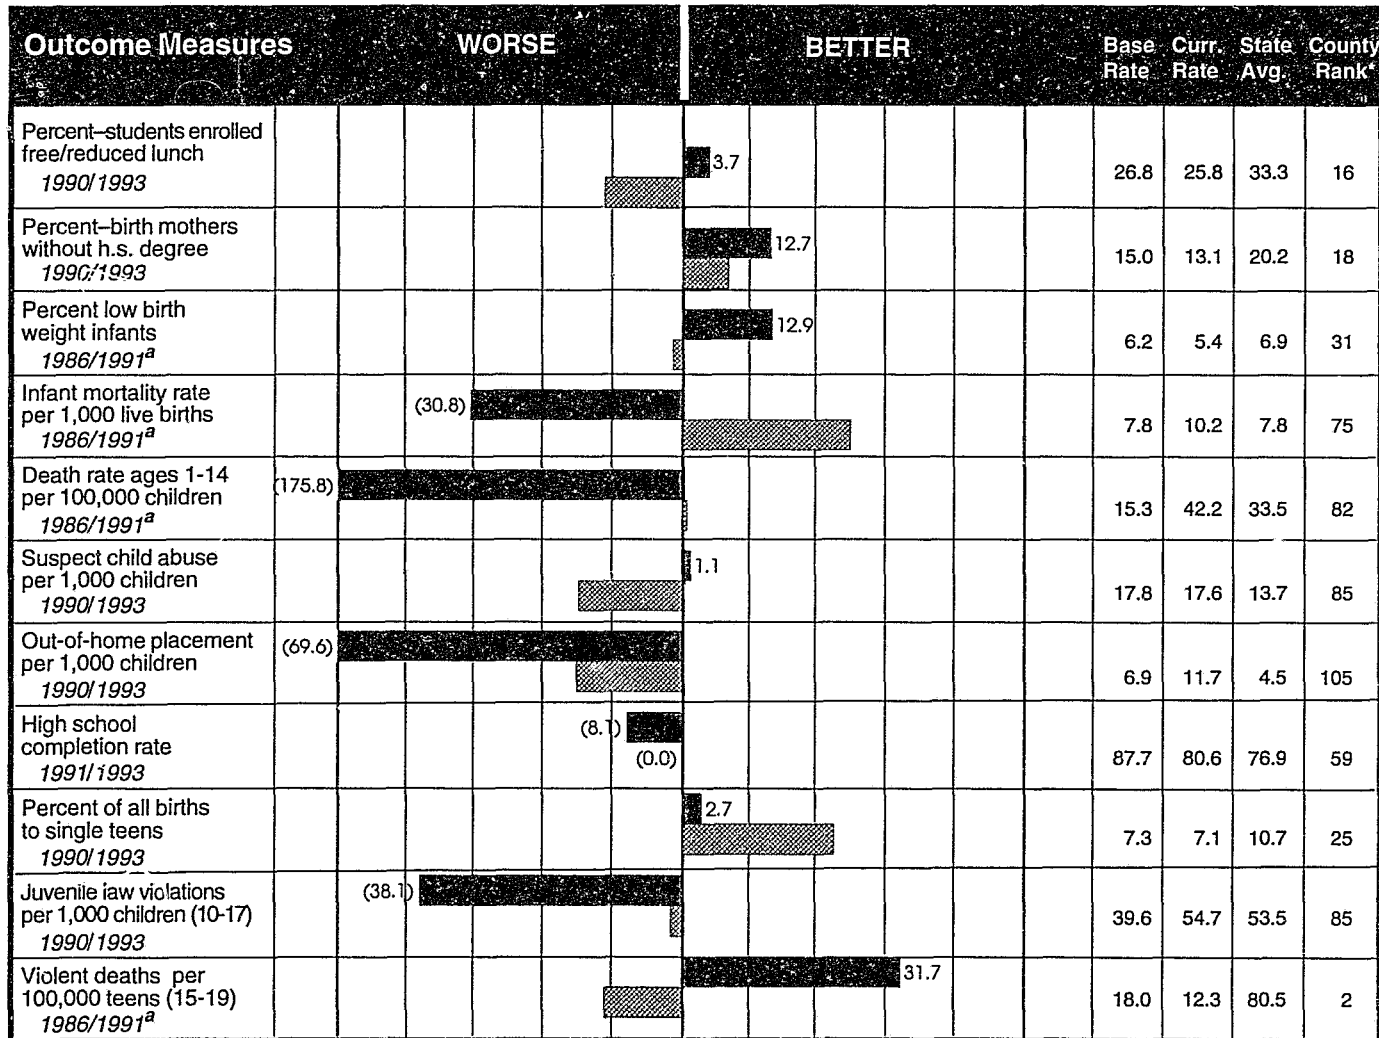 Outcome Measures WORSE BETTER Base Curr. State County
Rate Rate Avg. Rank*
Percent–students enrolled
free/reduced lunch 3.7
1990/1993 26.8 25.8 33.3 16
Percent–birth mothers
without h.s. degree 12.7
1990/1993 15.0 13.1 20.2 18
Percent low birth
weight infants 12.9
1986/1991a 6.2 5.4 6.9 31
Infant mortality rate
per 1,000 live births (30.8)
1986/1991a 7.8 10.2 7.8 75
Death rate ages 1-14
per 100,000 children (175.8)
1986/1991a 15.3 42.2 33.5 82
Suspect child abuse
per 1,000 children 1.1
1990/1993 17.8 17.6 13.7 85
Out-of-home placement
per 1,000 children (69.6)
1990/1993 6.9 11.7 4.5 105
High school
completion rate (8.1)
1991/1993 (0.0) 87.7 80.6 76.9 59
Percent of all births
to single teens 2.7
1990/1993 7.3 7.1 10.7 25
Juvenile law violations
per 1,000 children (10-17) (38.1)
1990/1993 39.6 54.7 53.5 85
Violent deaths per
100,000 teens (15-19) 31.7
1986/1991a 18.0 12.3 80.5 2